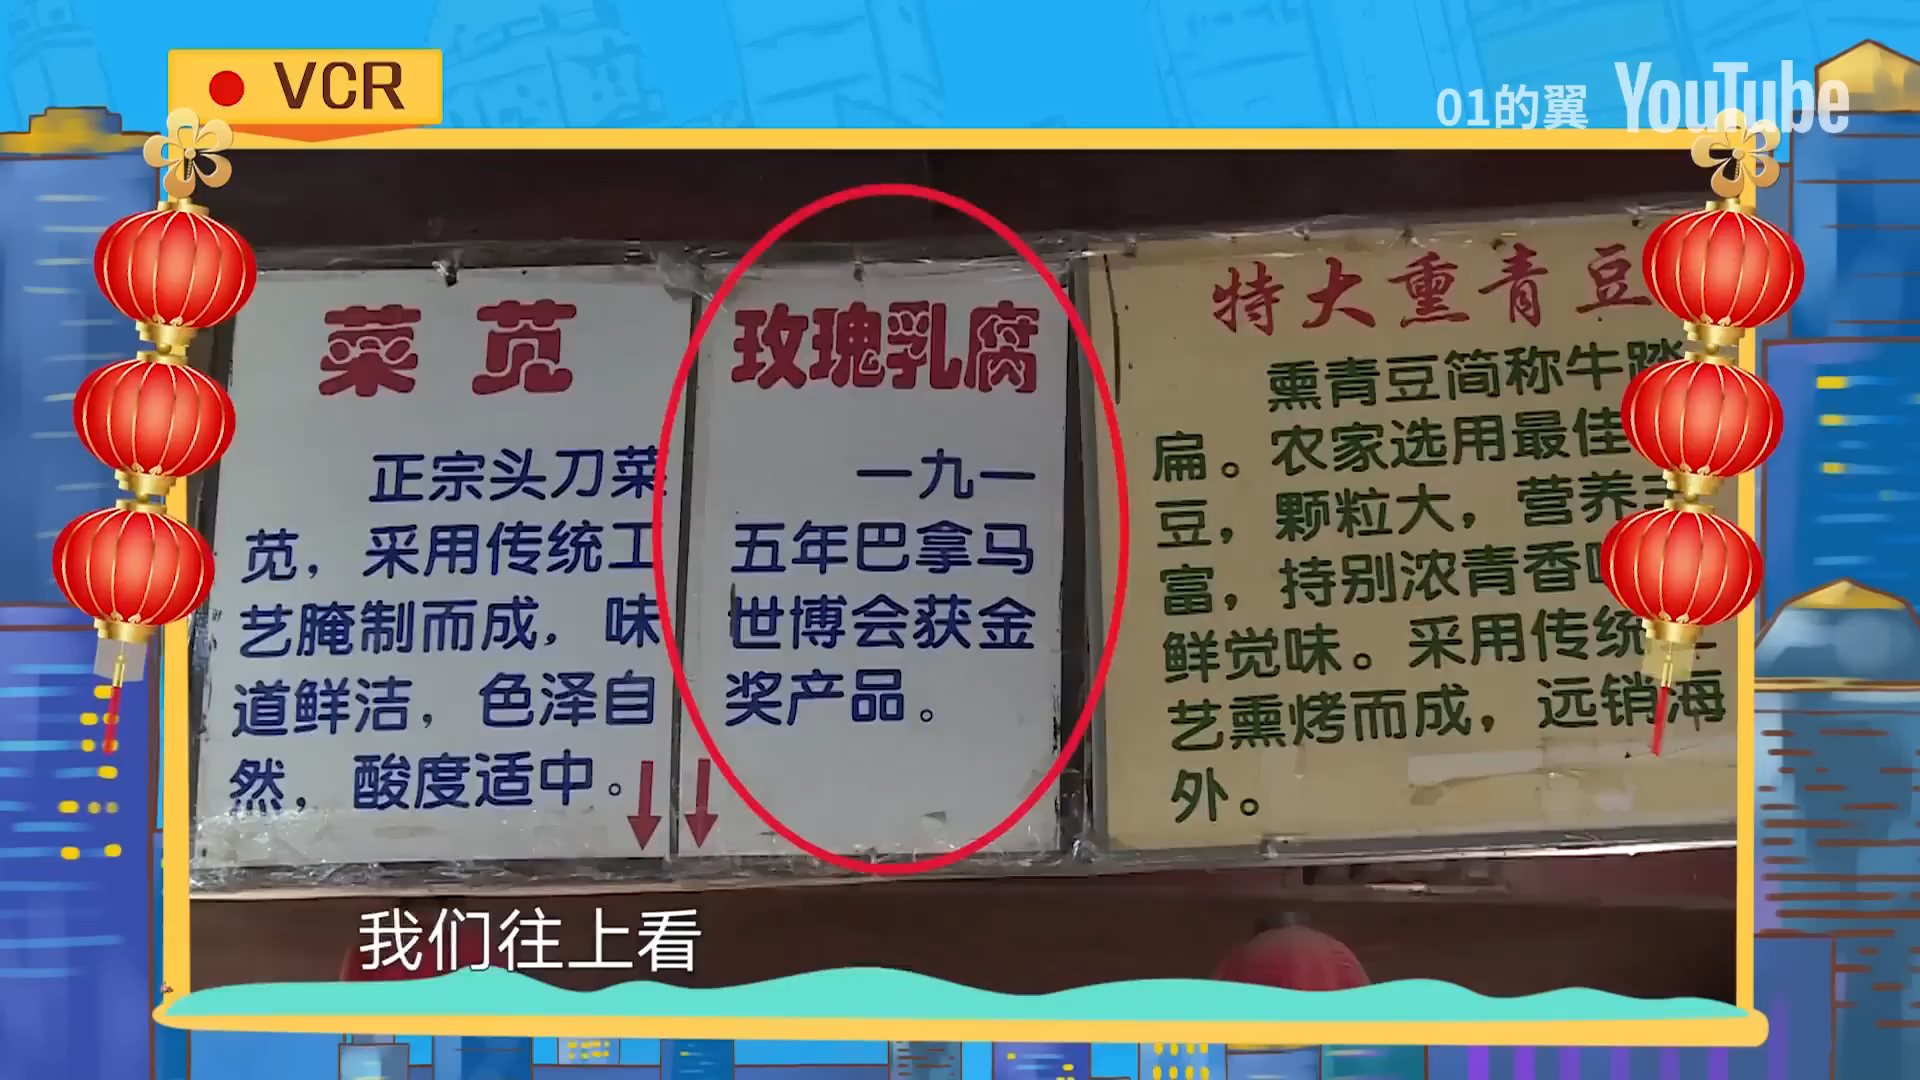 VCR
01的翼 YouTube
菜苋
正宗头刀菜
苋，采用传统工
艺腌制而成，味
道鲜洁，色泽自
然，酸度适中。
玫瑰乳腐
一九一
五年巴拿马
世博会获金
奖产品。
特大熏青豆
熏青豆简称牛踏
扁。农家选用最佳
豆，颗粒大，营养丰
富，持别浓青香味
鲜觉味。采用传统
艺熏烤而成，远销海
外。
我们往上看